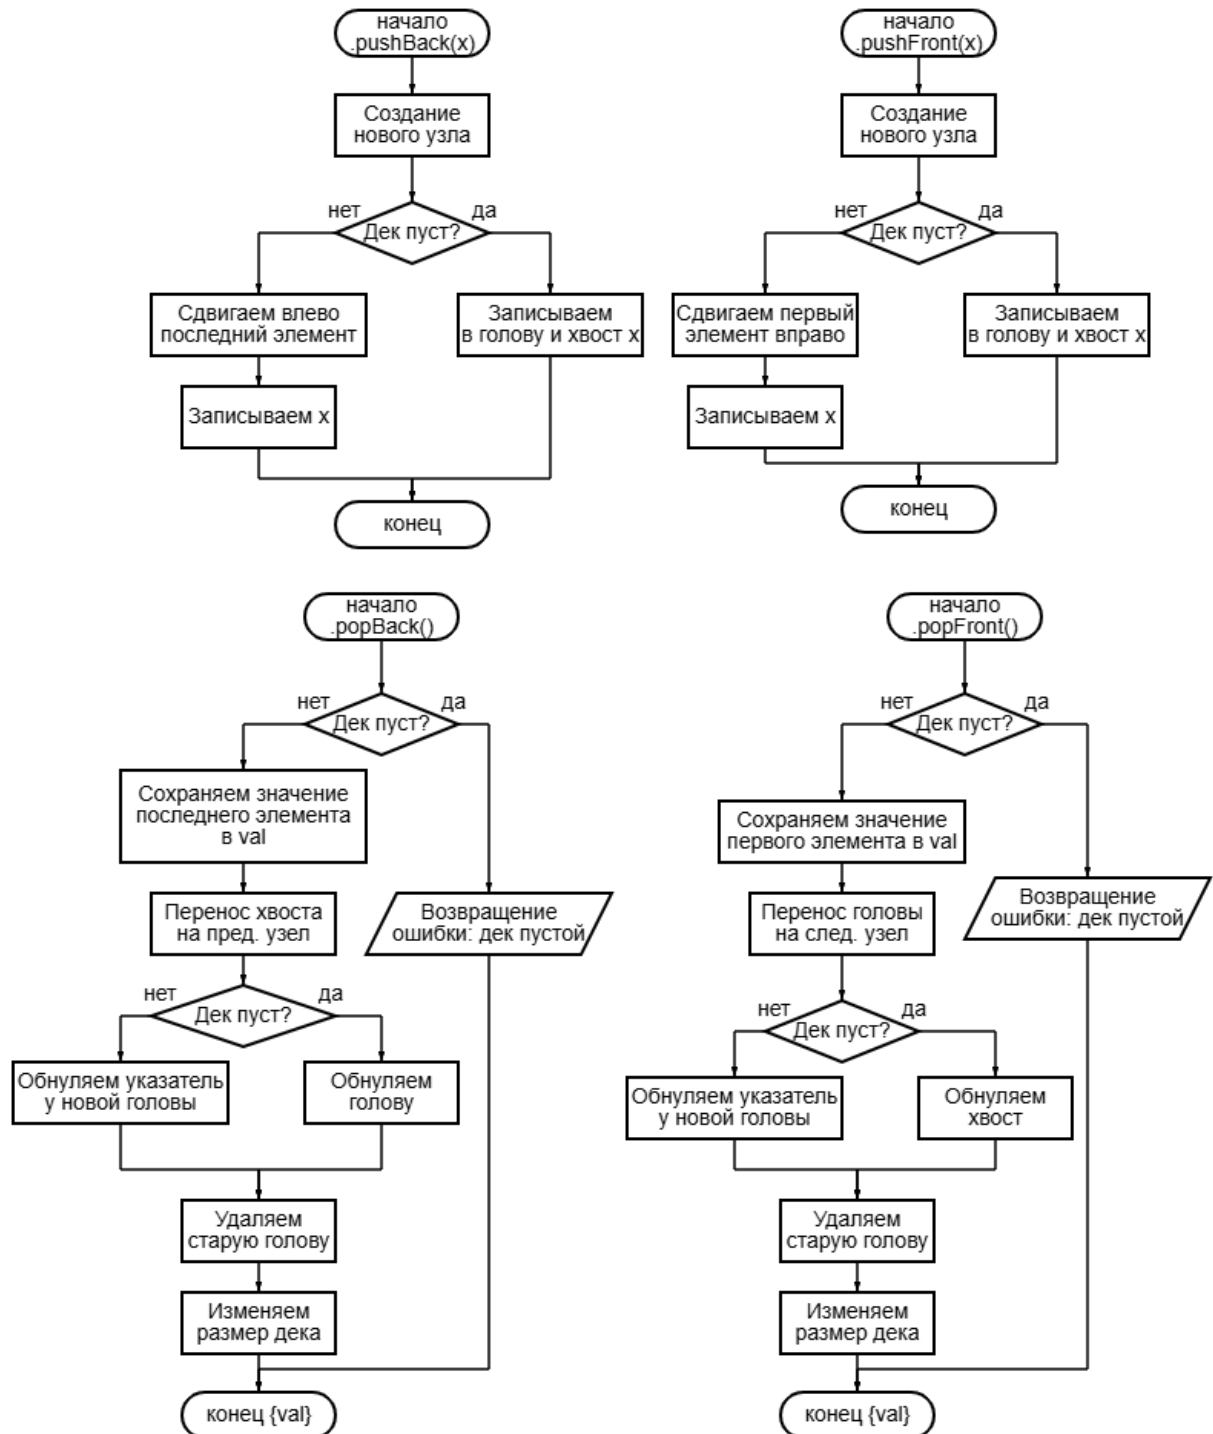 начало
.pushBack(x)
Создание
нового узла
нет
да
Дек пуст?
Сдвигаем влево
последний элемент
Записываем
в голову и хвост x
Записываем x
конец
начало
.pushFront(x)
Создание
нового узла
нет
да
Дек пуст?
Сдвигаем первый
элемент вправо
Записываем
в голову и хвост x
Записываем x
конец
начало
.popBack()
нет
да
Дек пуст?
Сохраняем значение
последнего элемента
в val
Перенос хвоста
на пред. узел
Возвращение
ошибки: дек пустой
нет
да
Дек пуст?
Обнуляем указатель
у новой головы
Обнуляем
голову
Удаляем
старую голову
Изменяем
размер дека
конец {val}
начало
.popFront()
нет
да
Дек пуст?
Сохраняем значение
первого элемента в val
Перенос головы
на след. узел
Возвращение
ошибки: дек пустой
нет
да
Дек пуст?
Обнуляем указатель
у новой головы
Обнуляем
хвост
Удаляем
старую голову
Изменяем
размер дека
конец {val}